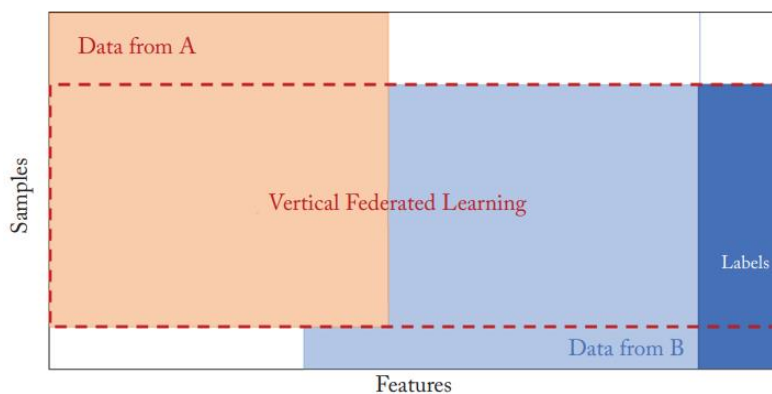 Data from A
Samples
Vertical Federated Learning
Labels
Data from B
Features